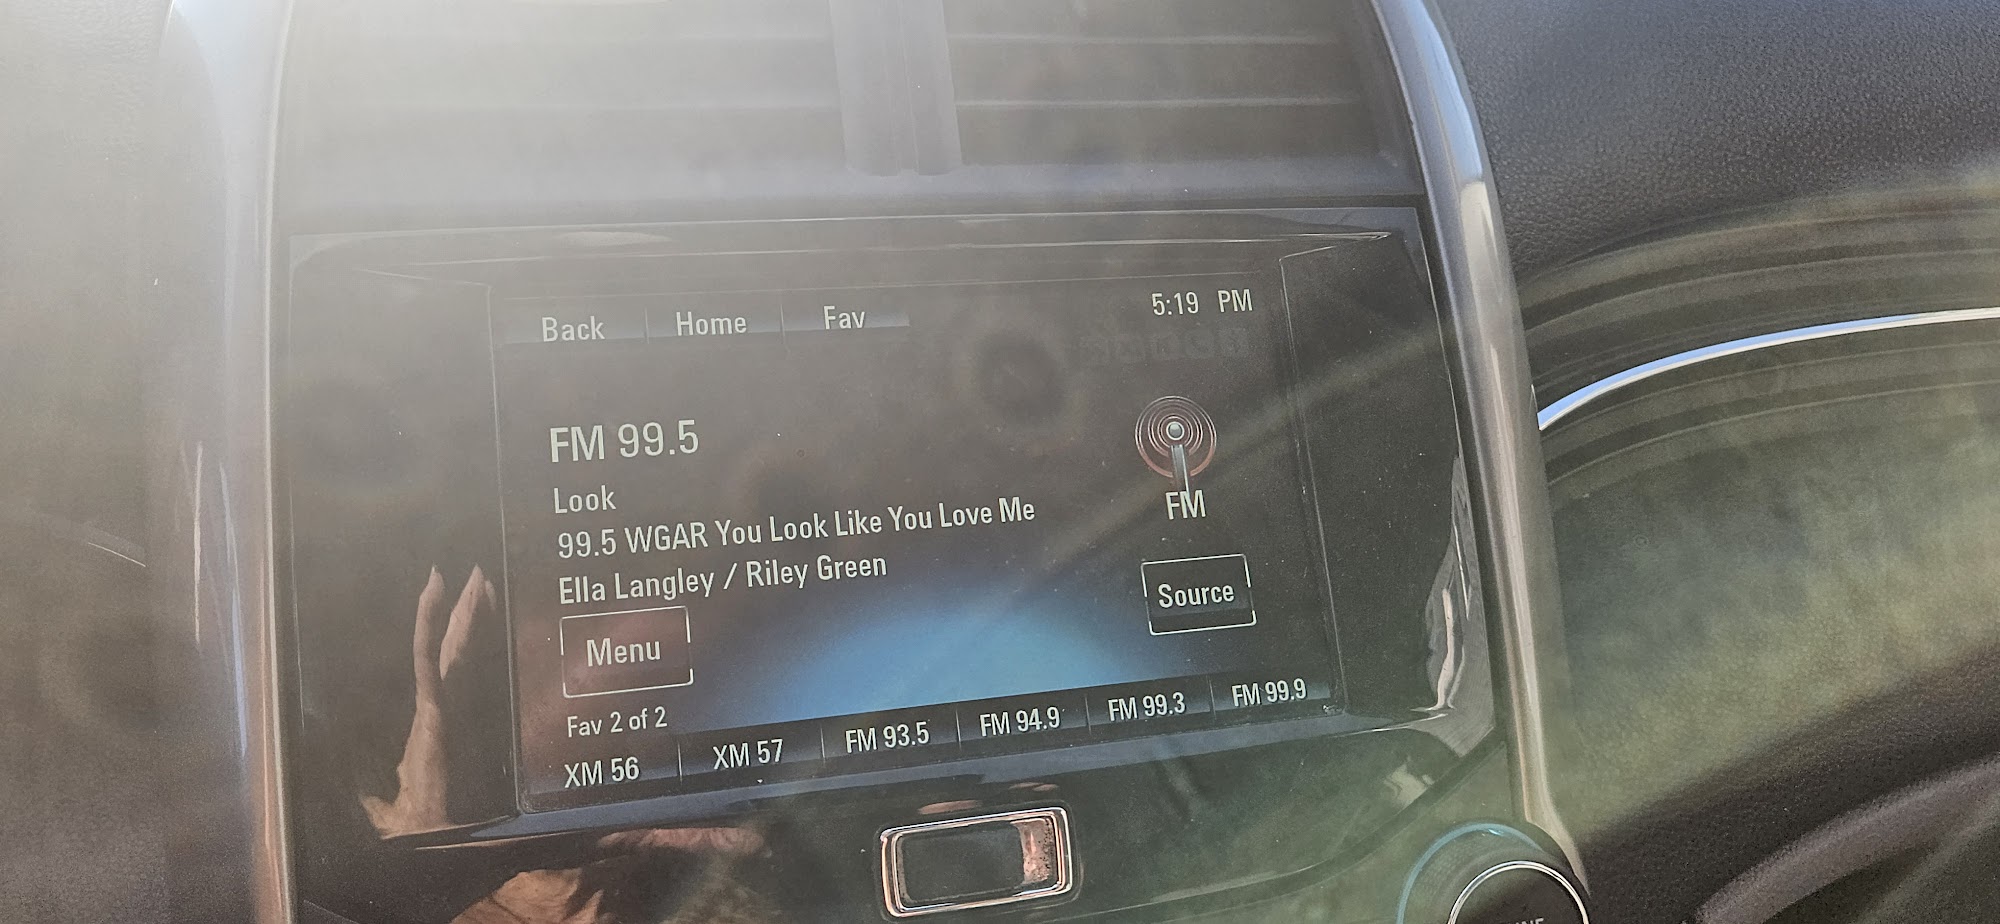 Back Home Fav 5:19 PM
FM 99.5
Look
99.5 WGAR You Look Like You Love Me
Ella Langley / Riley Green
FM
Source
Menu
Fav 2 of 2
XM 56 XM 57 FM 93.5 FM 94.9 FM 99.3 FM 99.9